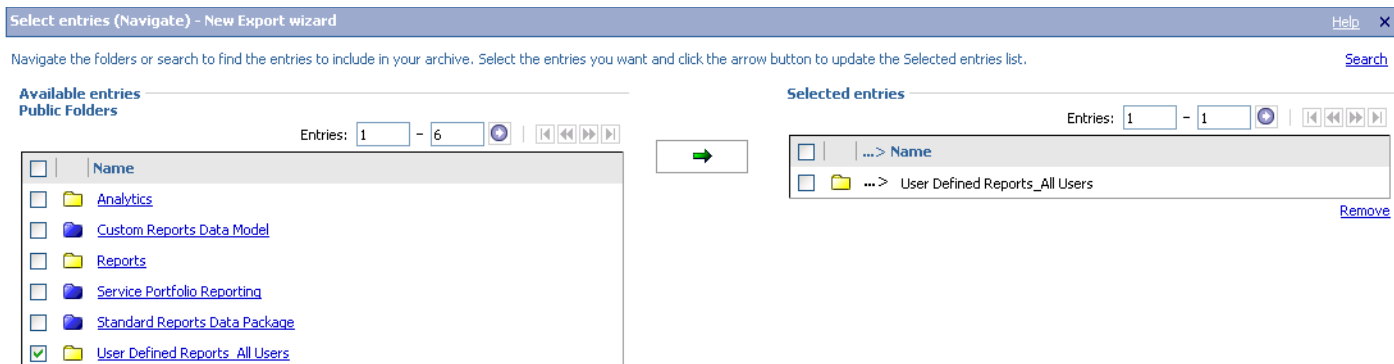 Select entries (Navigate) - New Export wizard
Help X
Navigate the folders or search to find the entries to include in your archive. Select the entries you want and click the arrow button to update the Selected entries list.
Search
Available entries
Public Folders
Entries: 1 - 6
Name
Analytics
Custom Reports Data Model
Reports
Service Portfolio Reporting
Standard Reports Data Package
User Defined Reports_All Users
Selected entries
Entries: 1 - 1
...> Name
...> User Defined Reports_All Users
Remove